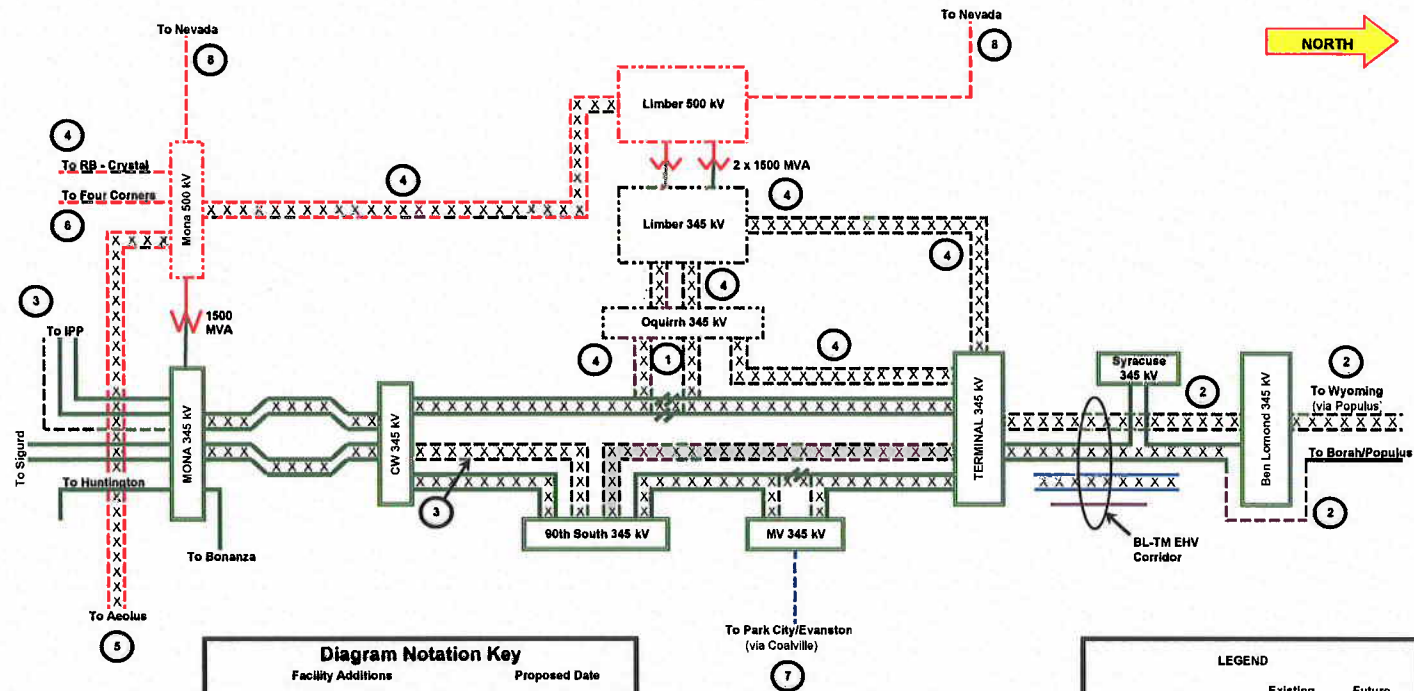 To Nevada
8
To Nevada
8
NORTH
Limber 500 kV
4
To RB - Crystal
To Four Corners
6
Mona 500 kV
4
2 x 1500 MVA
4
Limber 345 kV
4
4
3
To IPP
1500
MVA
Oquirrh 345 kV
4
1
4
Syracuse
345 kV
2
2
To Wyoming
(via Populus)
To Sigurd
MONA 345 kV
CW 345 kV
TERMINAL 345 kV
Ben Lomond 345 kV
To Borah/Populus
To Huntington
3
2
90th South 345 kV
MV 345 kV
BL-TM EHV
Corridor
To Bonanza
To Aeolus
5
To Park City/Evanston
(via Coalville)
7
Diagram Notation Key
Facility Additions Proposed Date
LEGEND
Existing Future